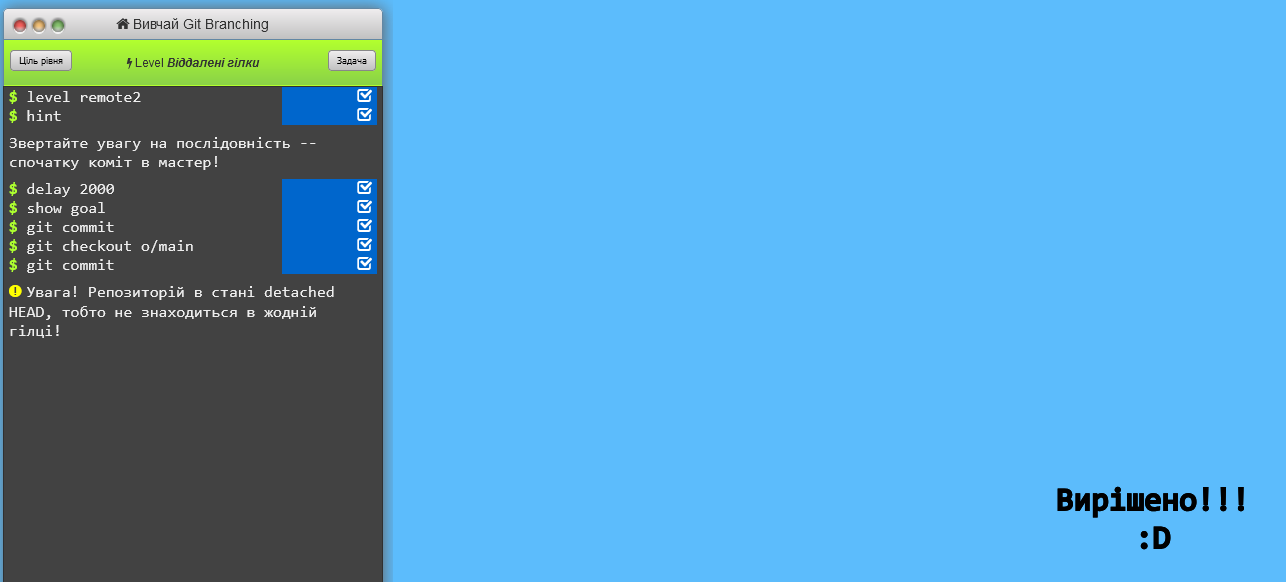 Вивчай Git Branching
Ціль рівня
Level Віддалені гілки
Задача
$ level remote2
$ hint
Звертайте увагу на послідовність --
спочатку коміт в мастер!
$ delay 2000
$ show goal
$ git commit
$ git checkout o/main
$ git commit
Увага! Репозиторій в стані detached
HEAD, тобто не знаходиться в жодній
гілці!
Вирішено!!!
:D